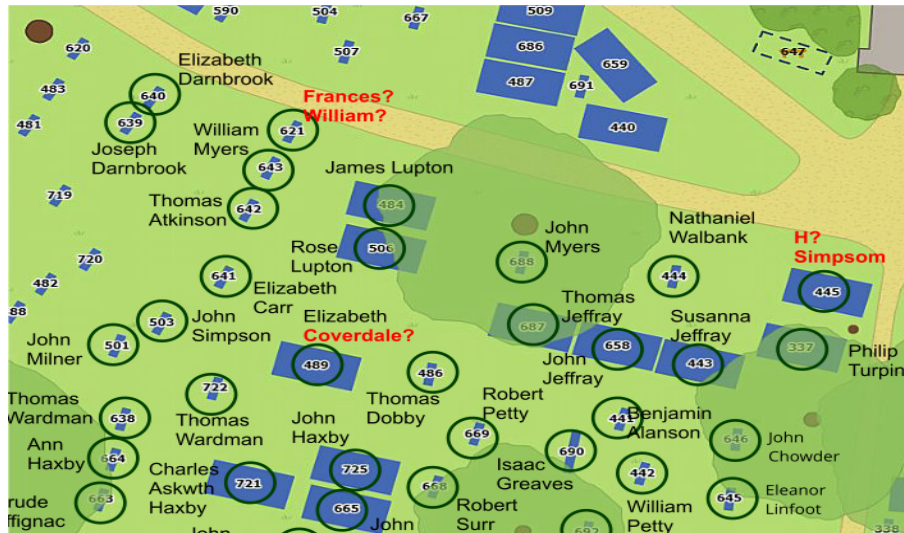 590
504
667
509
620
507
686
659
647
483
Elizabeth
Darnbrook
640
487
691
481
639
Frances?
William?
621
440
Joseph
Darnbrook
William
Myers
643
James Lupton
719
Thomas
Atkinson
642
484
Nathaniel
Walbank
John
Myers
688
H?
Simpsom
720
Rose
Lupton
506
482
641
Elizabeth
Carr
444
445
88
503
John
Simpson
Elizabeth
Coverdale?
489
Thomas
Jeffray
687
Susanna
Jeffray
John
Milner
501
658
John
Jeffray
443
337
Philip
Turpin
486
Thomas
Dobby
722
Thomas
Wardman
Thomas
Wardman
638
John
Haxby
Robert
Petty
669
441
Benjamin
Alanson
646
John
Chowder
Ann
Haxby
664
Charles
Askwth
Haxby
721
725
690
Isaac
Greaves
442
William
Petty
645
Eleanor
Linfoot
rude
ffignac
663
665
John
668
Robert
Surr
John
692
338